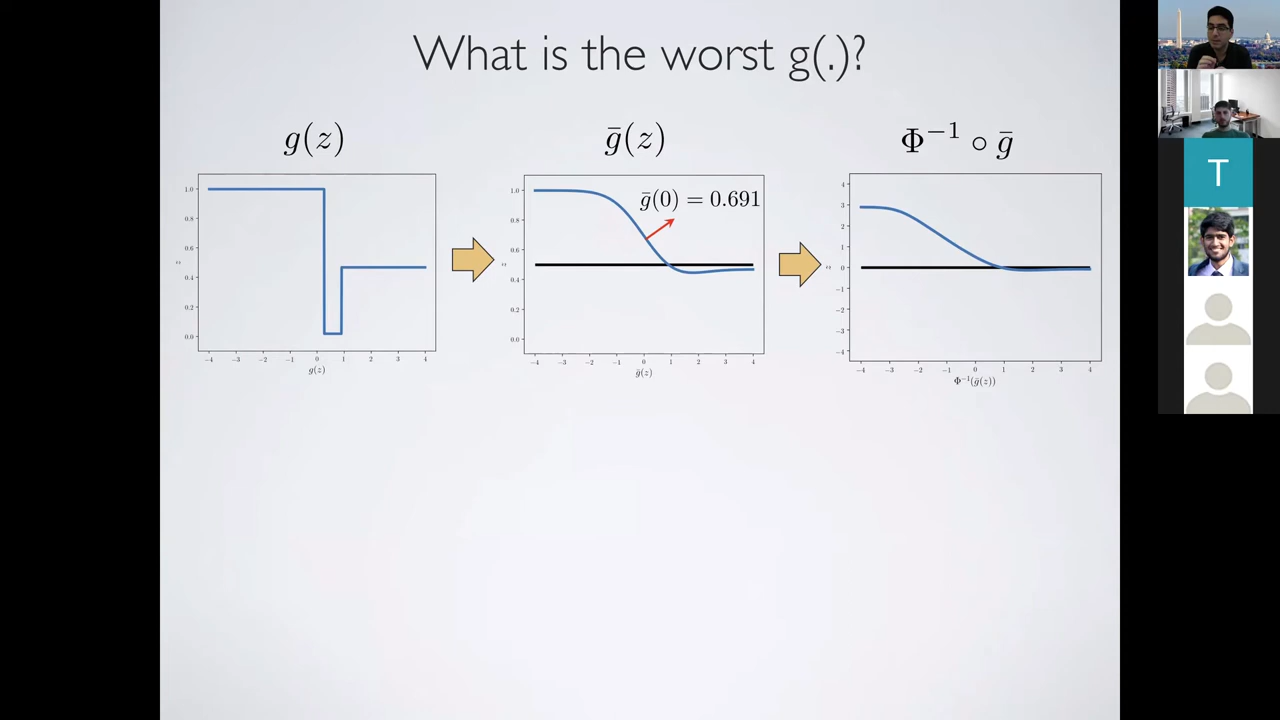 What is the worst g(.)?
g(z)
ḡ(z)
Φ⁻¹ ∘ ḡ
1.0
0.8
0.6
0.4
0.2
0.0
z
−4 −3 −2 −1 0 1 2 3 4
g(z)
ḡ(0) = 0.691
1.0
0.8
0.6
0.4
0.2
0.0
z
−4 −3 −2 −1 0 1 2 3 4
ḡ(z)
4
3
2
1
0
−1
−2
−3
−4
z
−4 −3 −2 −1 0 1 2 3 4
Φ⁻¹(ḡ(z))
T